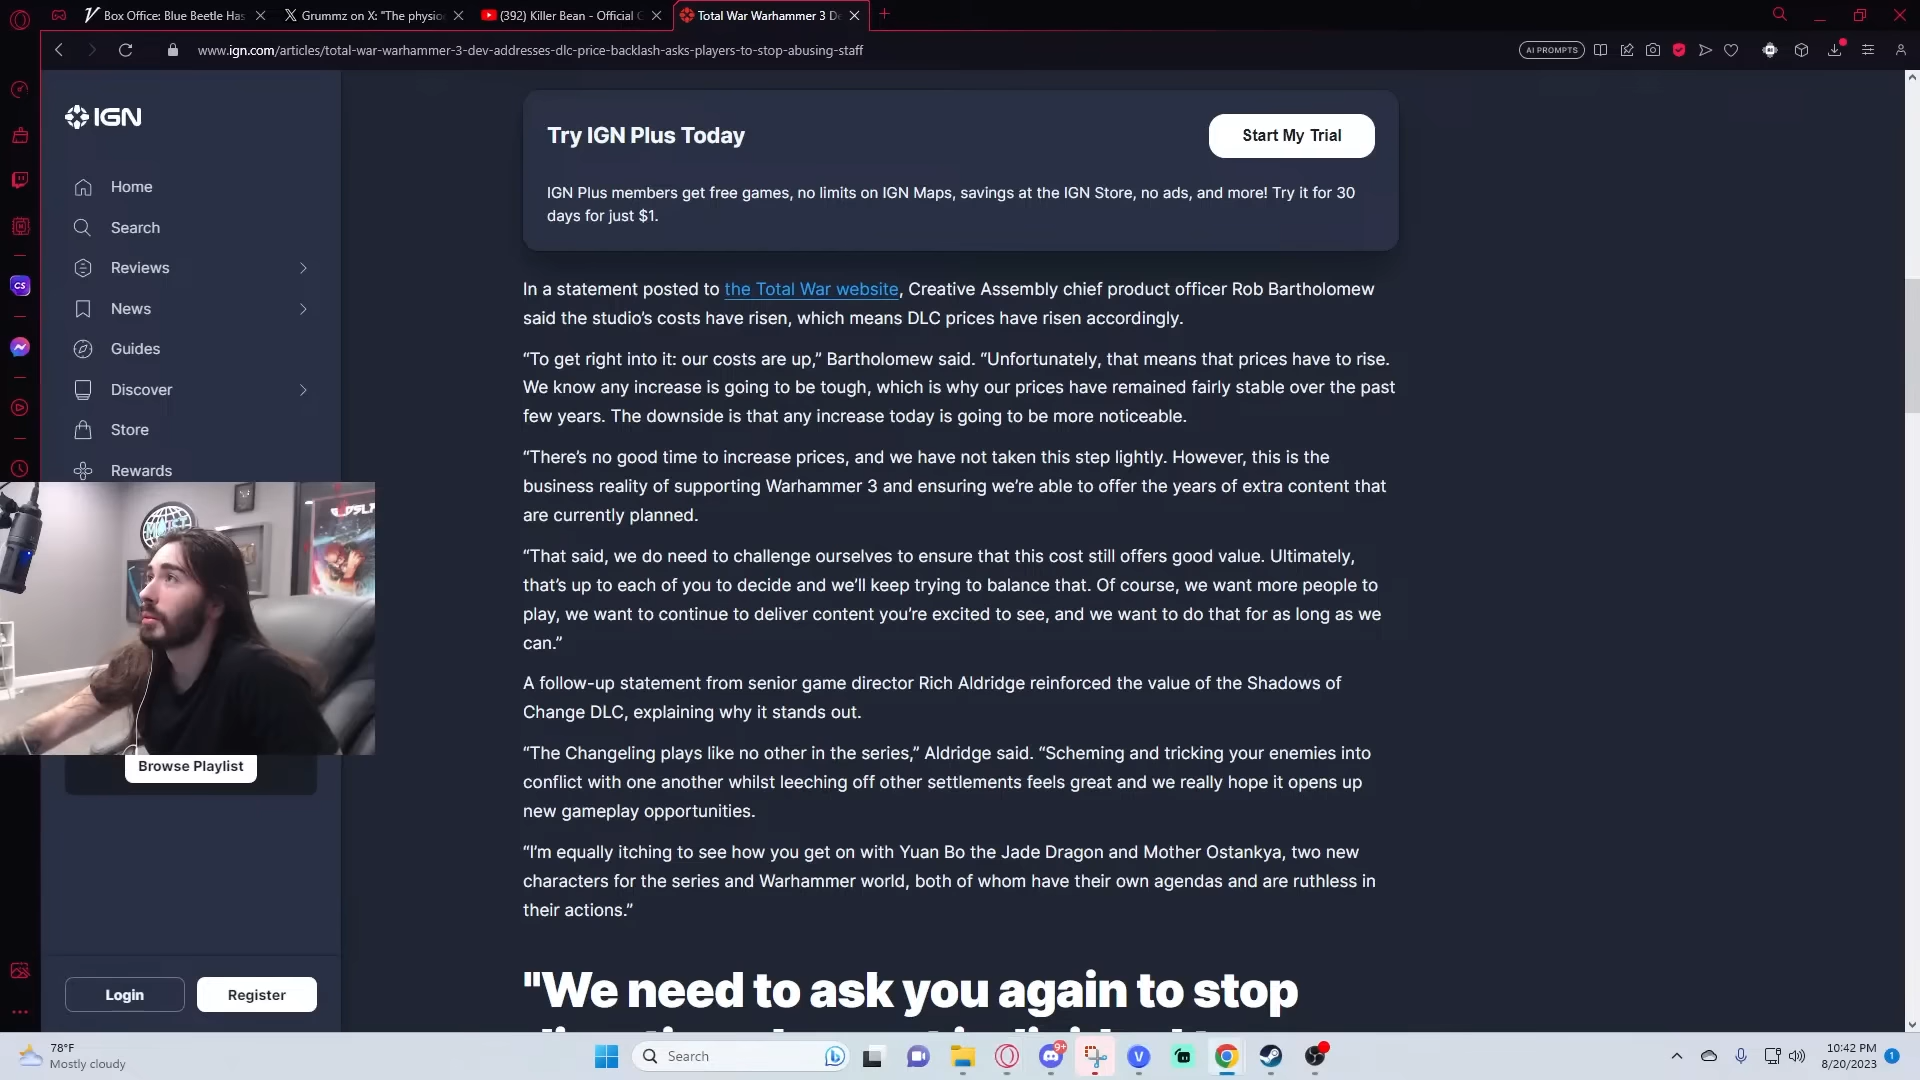 Box Office: Blue Beetle Has
Grummz on X: "The physio
(392) Killer Bean - Official
Total War Warhammer 3 De
www.ign.com/articles/total-war-warhammer-3-dev-addresses-dlc-price-backlash-asks-players-to-stop-abusing-staff
AI PROMPTS
IGN
Home
Search
Reviews
News
Guides
Discover
Store
Rewards
Browse Playlist
Login
Register
CS
Try IGN Plus Today
Start My Trial
IGN Plus members get free games, no limits on IGN Maps, savings at the IGN Store, no ads, and more! Try it for 30
days for just $1.
In a statement posted to the Total War website, Creative Assembly chief product officer Rob Bartholomew
said the studio’s costs have risen, which means DLC prices have risen accordingly.
“To get right into it: our costs are up,” Bartholomew said. “Unfortunately, that means that prices have to rise.
We know any increase is going to be tough, which is why our prices have remained fairly stable over the past
few years. The downside is that any increase today is going to be more noticeable.
“There’s no good time to increase prices, and we have not taken this step lightly. However, this is the
business reality of supporting Warhammer 3 and ensuring we’re able to offer the years of extra content that
are currently planned.
“That said, we do need to challenge ourselves to ensure that this cost still offers good value. Ultimately,
that’s up to each of you to decide and we’ll keep trying to balance that. Of course, we want more people to
play, we want to continue to deliver content you’re excited to see, and we want to do that for as long as we
can.”
A follow-up statement from senior game director Rich Aldridge reinforced the value of the Shadows of
Change DLC, explaining why it stands out.
“The Changeling plays like no other in the series,” Aldridge said. “Scheming and tricking your enemies into
conflict with one another whilst leeching off other settlements feels great and we really hope it opens up
new gameplay opportunities.
“I’m equally itching to see how you get on with Yuan Bo the Jade Dragon and Mother Ostankya, two new
characters for the series and Warhammer world, both of whom have their own agendas and are ruthless in
their actions.”
"We need to ask you again to stop
78°F
Mostly cloudy
Search
9+
V
10:42 PM
8/20/2023
1